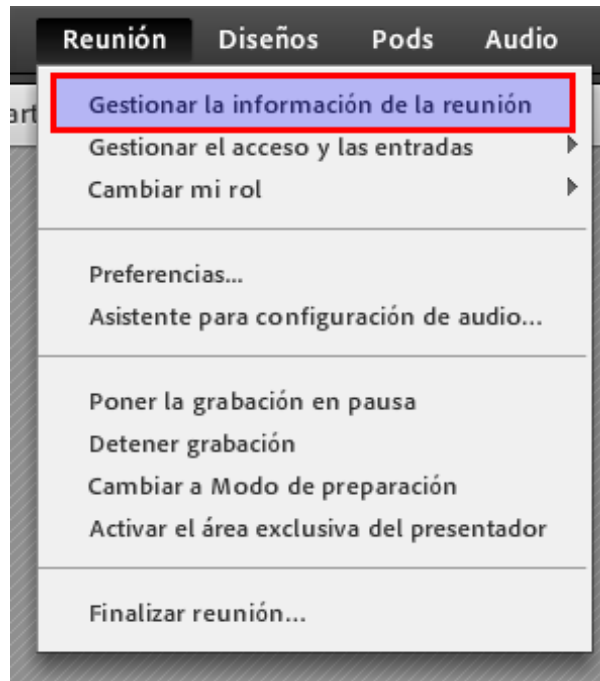 Reunión Diseños Pods Audio
art
Gestionar la información de la reunión
Gestionar el acceso y las entradas
Cambiar mi rol
Preferencias...
Asistente para configuración de audio...
Poner la grabación en pausa
Detener grabación
Cambiar a Modo de preparación
Activar el área exclusiva del presentador
Finalizar reunión...